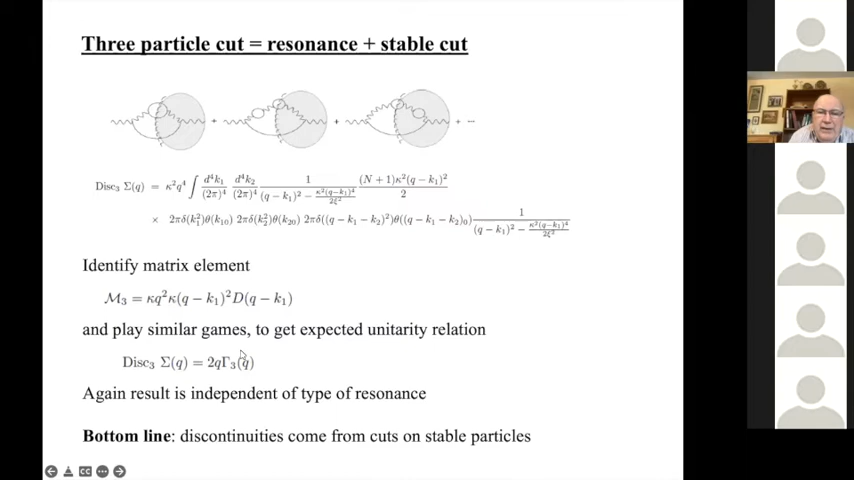 Three particle cut = resonance + stable cut
+ + + ...
Disc₃ Σ(q) = κ²q⁴ ∫ d⁴k₁/(2π)⁴ d⁴k₂/(2π)⁴ 1/((q − k₁)² − κ²(q−k₁)⁴/2ξ²) (N + 1)κ²(q − k₁)²/2
× 2πδ(k₁²)θ(k₁₀) 2πδ(k₂²)θ(k₂₀) 2πδ((q − k₁ − k₂)²)θ((q − k₁ − k₂)₀) 1/((q − k₁)² − κ²(q−k₁)⁴/2ξ²)
Identify matrix element
ℳ₃ = κq²κ(q − k₁)²D(q − k₁)
and play similar games, to get expected unitarity relation
Disc₃ Σ(q) = 2qΓ₃(q)
Again result is independent of type of resonance
Bottom line: discontinuities come from cuts on stable particles
CC